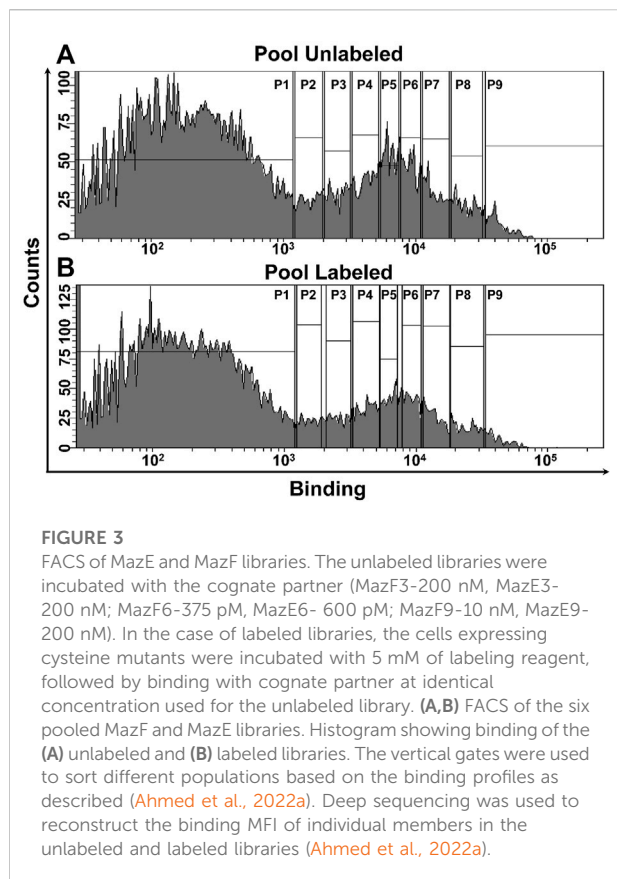 A
Pool Unlabeled
100
75
50
25
0
P1 P2 P3 P4 P5 P6 P7 P8 P9
10² 10³ 10⁴ 10⁵
B
Pool Labeled
125
100
75
50
25
0
P1 P2 P3 P4 P5 P6 P7 P8 P9
10² 10³ 10⁴ 10⁵
Counts
Binding
FIGURE 3
FACS of MazE and MazF libraries. The unlabeled libraries were
incubated with the cognate partner (MazF3-200 nM, MazE3-
200 nM; MazF6-375 pM, MazE6- 600 pM; MazF9-10 nM, MazE9-
200 nM). In the case of labeled libraries, the cells expressing
cysteine mutants were incubated with 5 mM of labeling reagent,
followed by binding with cognate partner at identical
concentration used for the unlabeled library. (A,B) FACS of the six
pooled MazF and MazE libraries. Histogram showing binding of the
(A) unlabeled and (B) labeled libraries. The vertical gates were used
to sort different populations based on the binding profiles as
described (Ahmed et al., 2022a). Deep sequencing was used to
reconstruct the binding MFI of individual members in the
unlabeled and labeled libraries (Ahmed et al., 2022a).